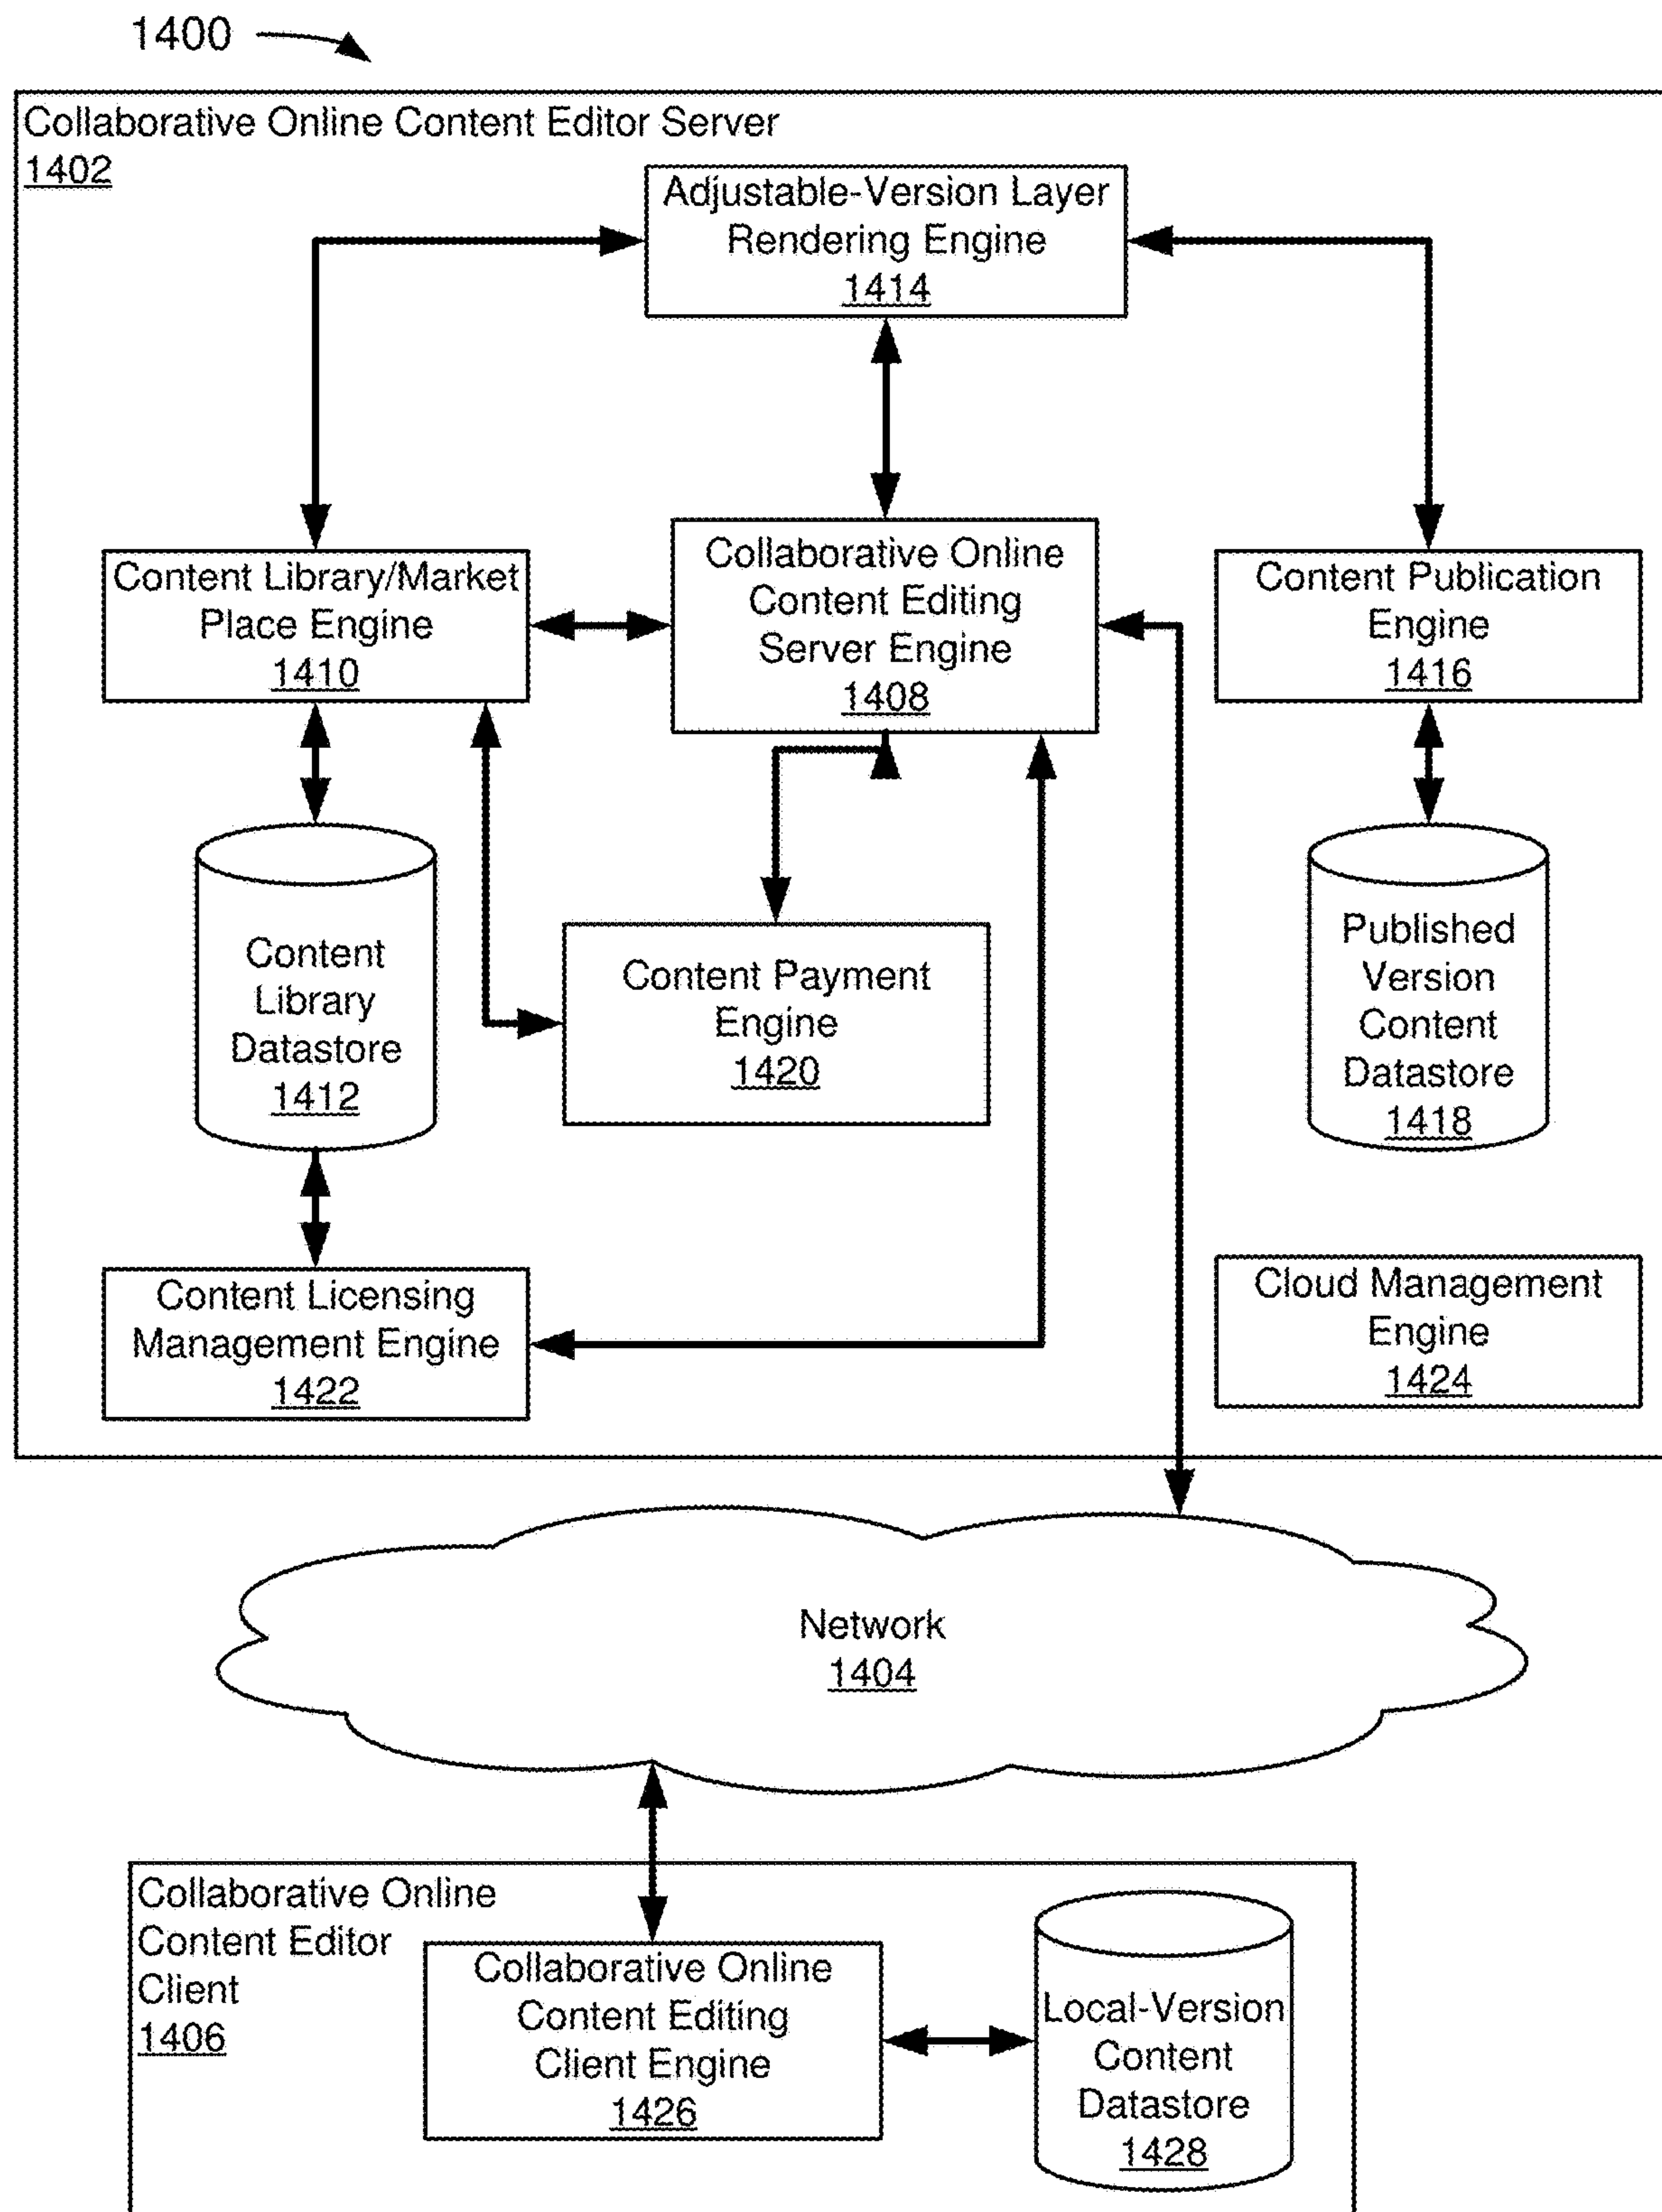 1400
Collaborative Online Content Editor Server
1402
Adjustable-Version Layer
Rendering Engine
1414
Content Library/Market
Place Engine
1410
Collaborative Online
Content Editing
Server Engine
1408
Content Publication
Engine
1416
Content
Library
Datastore
1412
Content Payment
Engine
1420
Published
Version
Content
Datastore
1418
Content Licensing
Management Engine
1422
Cloud Management
Engine
1424
Network
1404
Collaborative Online
Content Editor
Client
1406
Collaborative Online
Content Editing
Client Engine
1426
Local-Version
Content
Datastore
1428